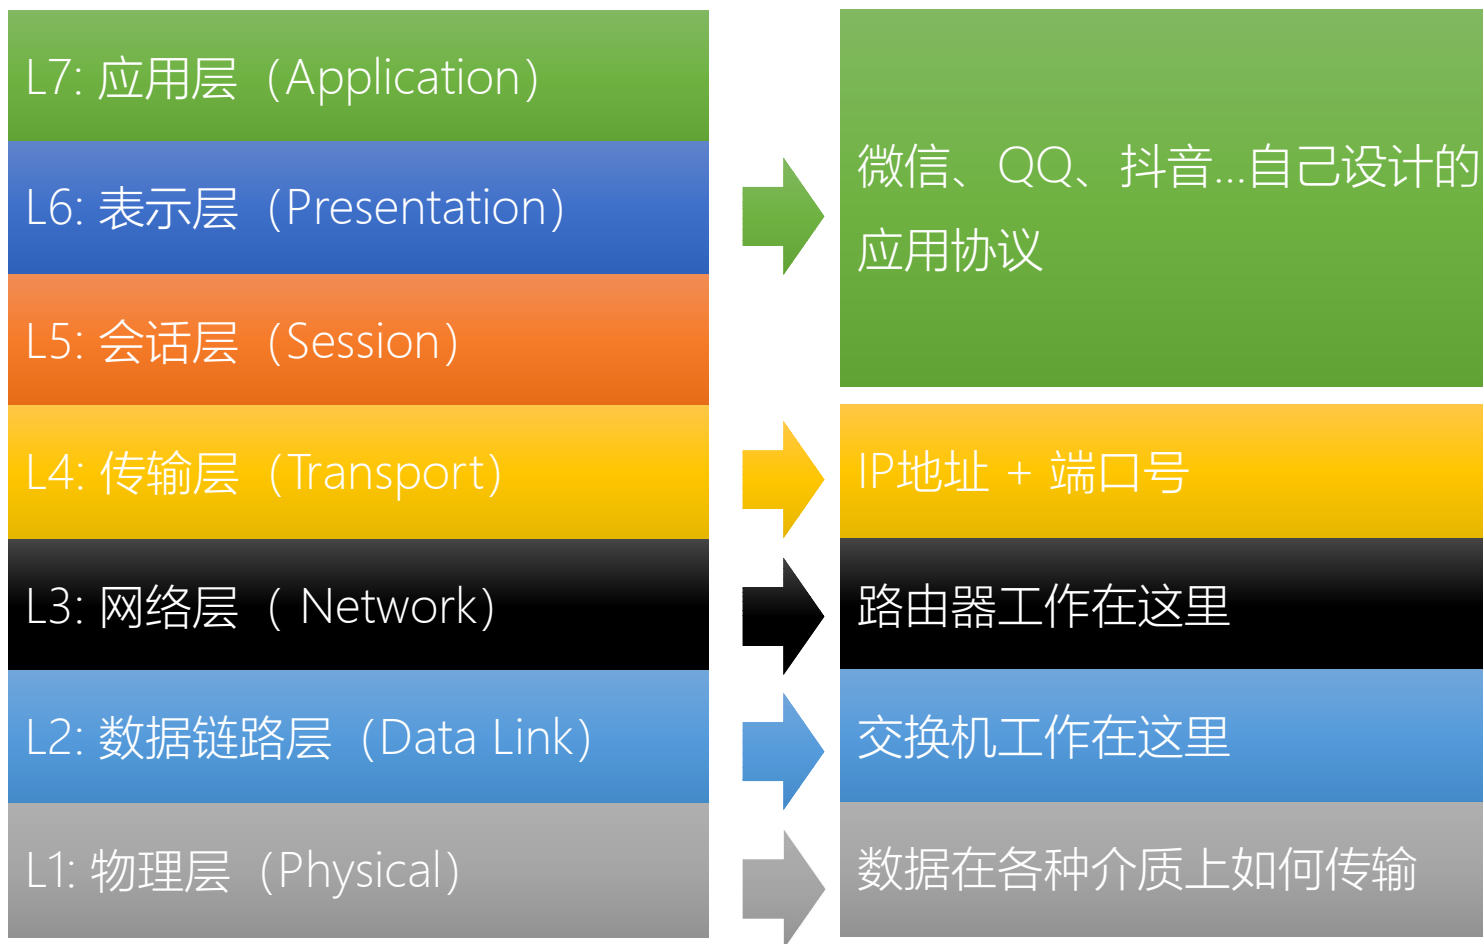 L7: 应用层（Application）
L6: 表示层（Presentation）
L5: 会话层（Session）
L4: 传输层（Transport）
L3: 网络层（ Network）
L2: 数据链路层（Data Link）
L1: 物理层（Physical）
微信、QQ、抖音...自己设计的
应用协议
IP地址 + 端口号
路由器工作在这里
交换机工作在这里
数据在各种介质上如何传输